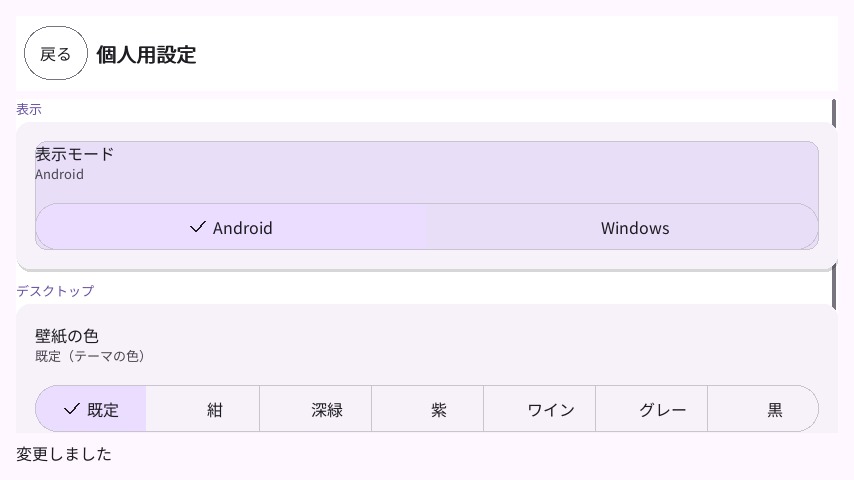 戻る 個人用設定
表示
表示モード
Android
Android Windows
デスクトップ
壁紙の色
既定（テーマの色）
既定 紺 深緑 紫 ワイン グレー 黒
変更しました